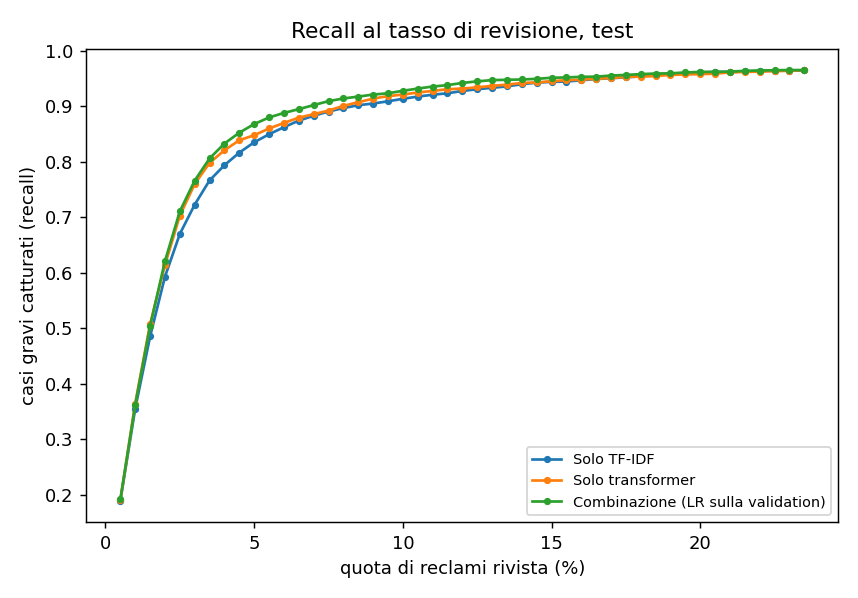 Recall al tasso di revisione, test
casi gravi catturati (recall)
1.0
0.9
0.8
0.7
0.6
0.5
0.4
0.3
0.2
0
5
10
15
20
quota di reclami rivista (%)
Solo TF-IDF
Solo transformer
Combinazione (LR sulla validation)